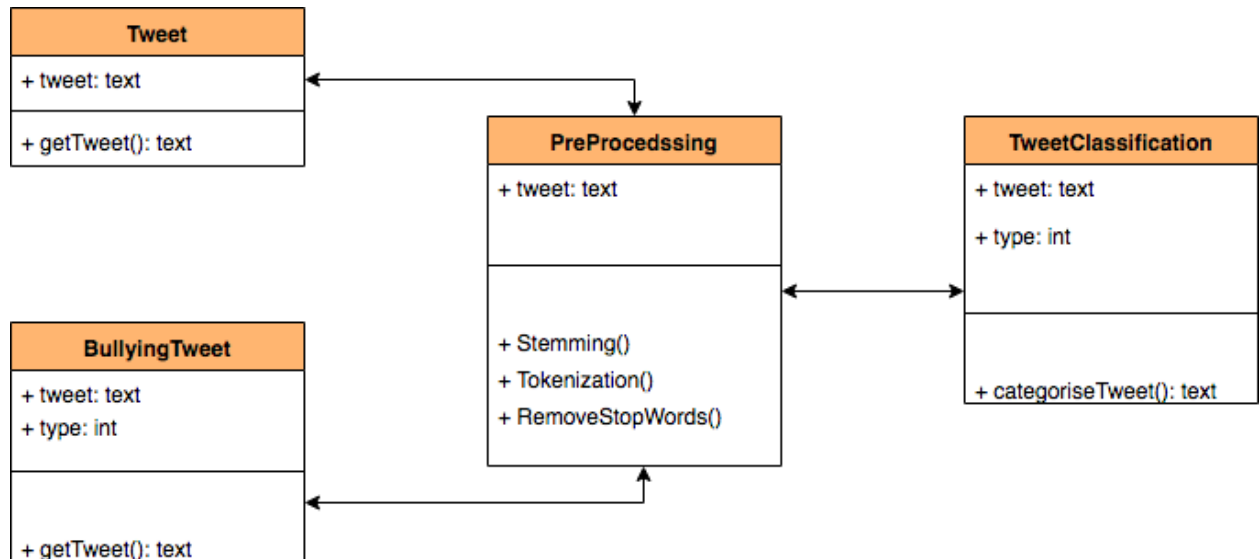 Tweet
+ tweet: text
+ getTweet(): text
PreProcedssing
+ tweet: text
+ Stemming()
+ Tokenization()
+ RemoveStopWords()
TweetClassification
+ tweet: text
+ type: int
+ categoriseTweet(): text
BullyingTweet
+ tweet: text
+ type: int
+ getTweet(): text